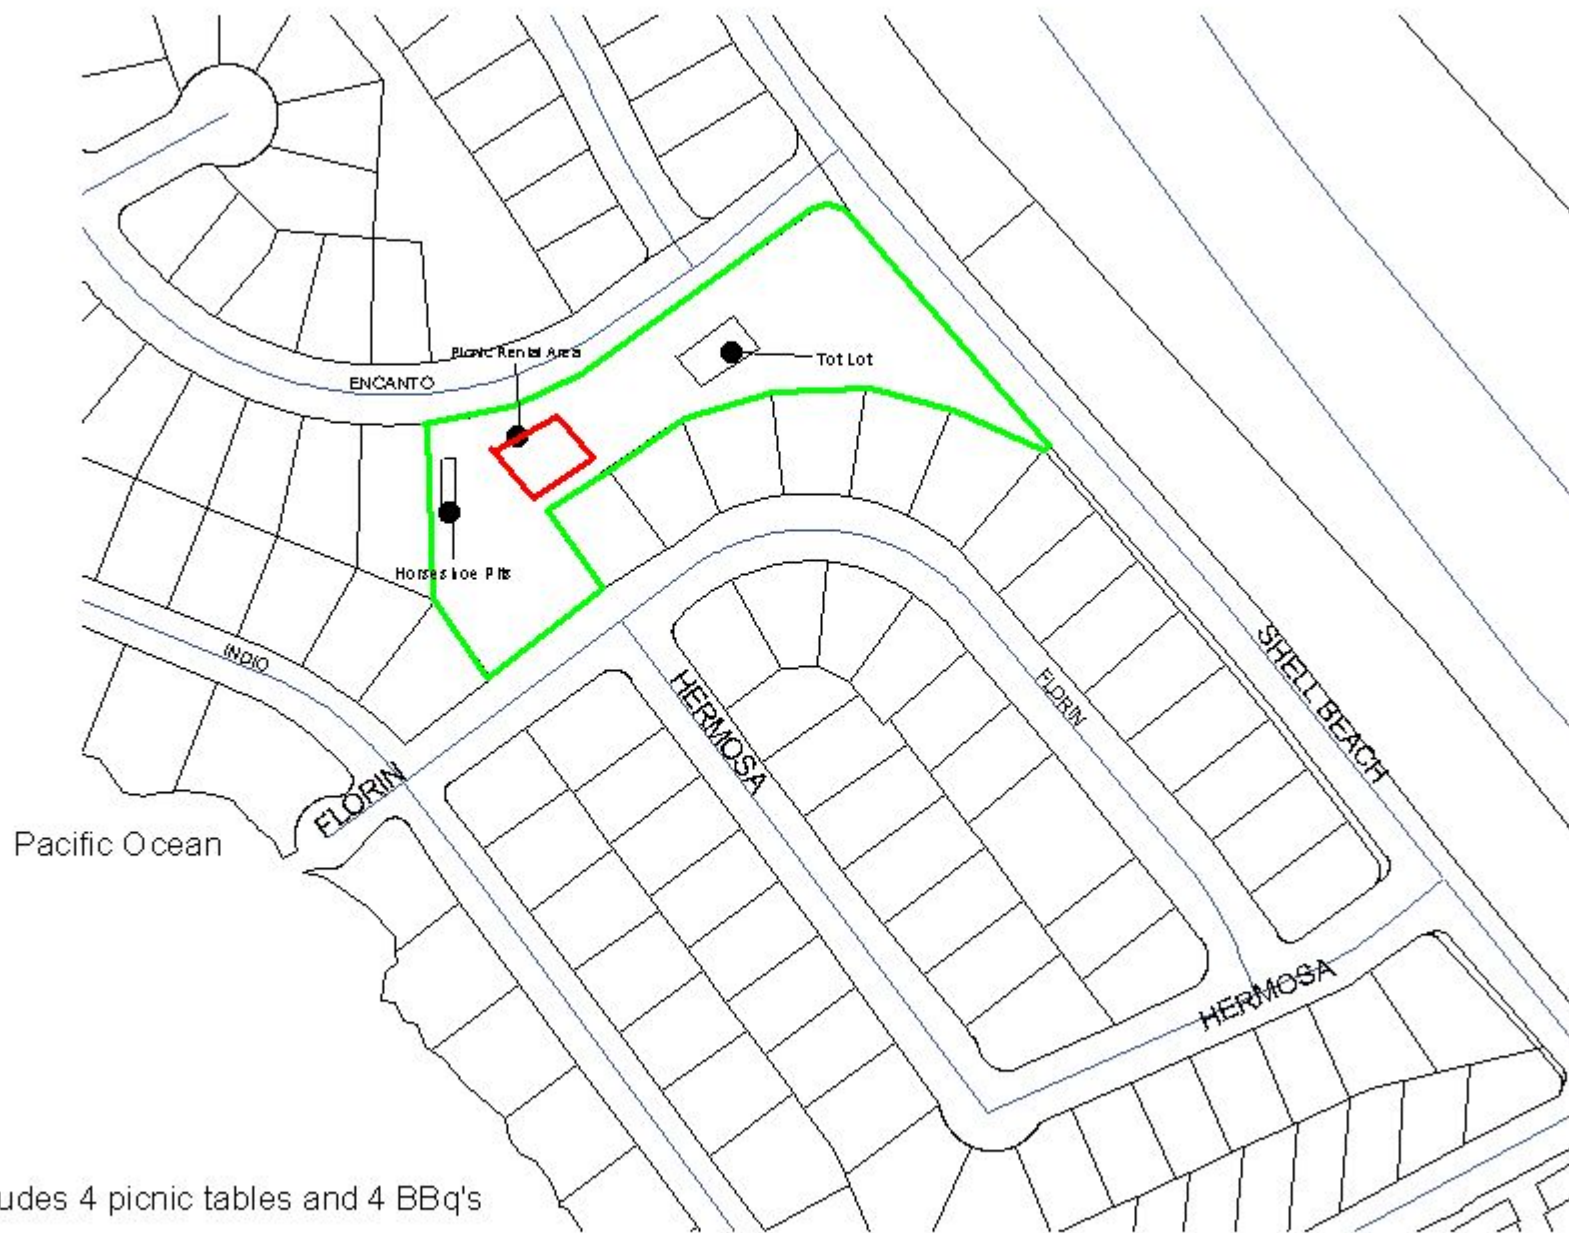 Picnic Rental Area
ENCANTO
Tot Lot
Horseshoe Pits
INDIO
HERMOSA
FLORIN
SHELL BEACH
FLORIN
Pacific Ocean
HERMOSA
udes 4 picnic tables and 4 BBq's